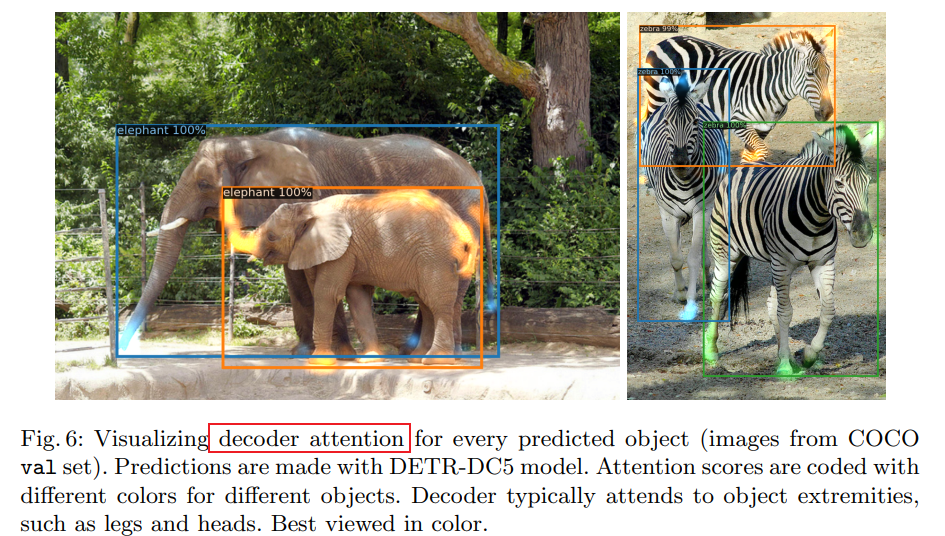 elephant 100%
elephant 100%
zebra 99%
zebra 100%
zebra 100%
Fig. 6: Visualizing decoder attention for every predicted object (images from COCO
val set). Predictions are made with DETR-DC5 model. Attention scores are coded with
different colors for different objects. Decoder typically attends to object extremities,
such as legs and heads. Best viewed in color.